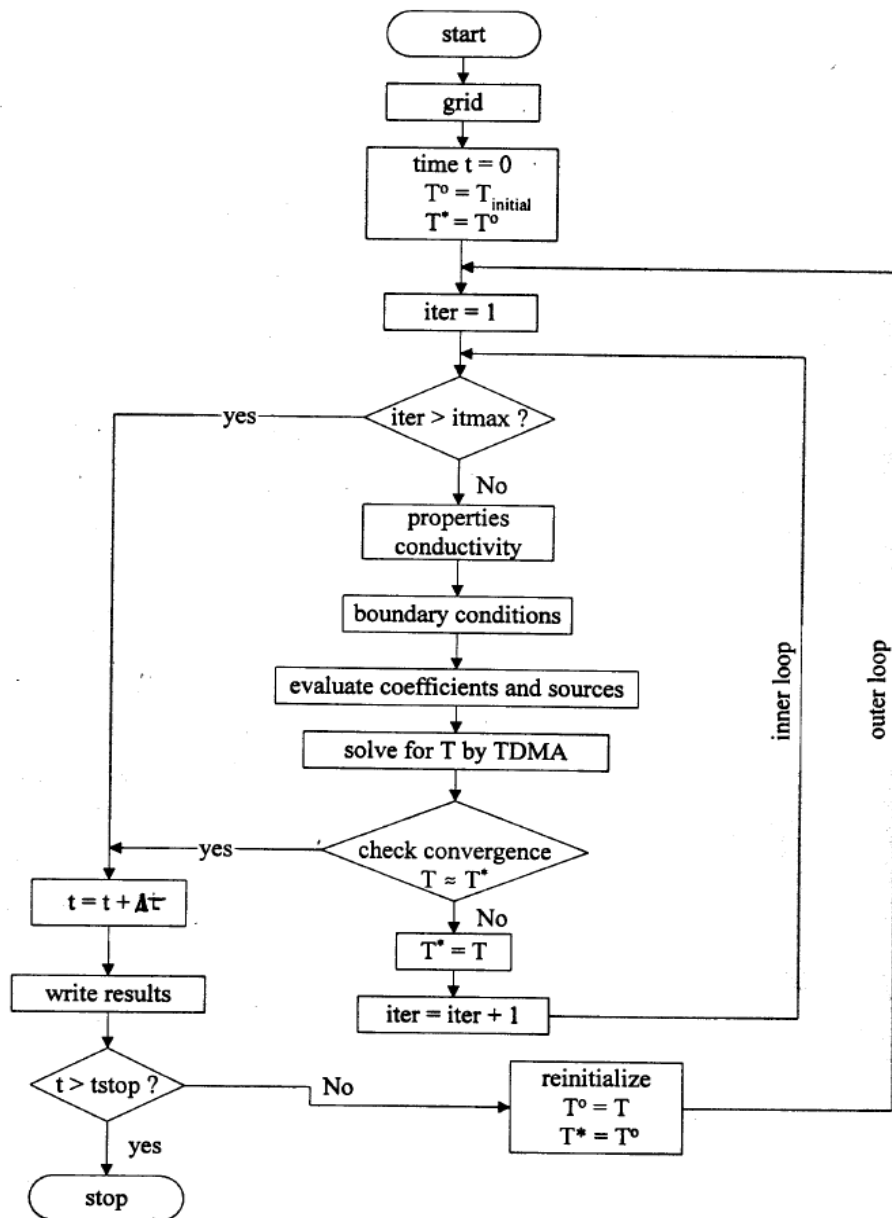 start
grid
time t = 0
T° = T initial
T* = T°
iter = 1
iter > itmax ?
yes
No
properties
conductivity
boundary conditions
evaluate coefficients and sources
solve for T by TDMA
check convergence
T ≈ T*
yes
No
T* = T
iter = iter + 1
inner loop
outer loop
t = t + Δt
write results
t > tstop ?
No
yes
reinitialize
T° = T
T* = T°
stop